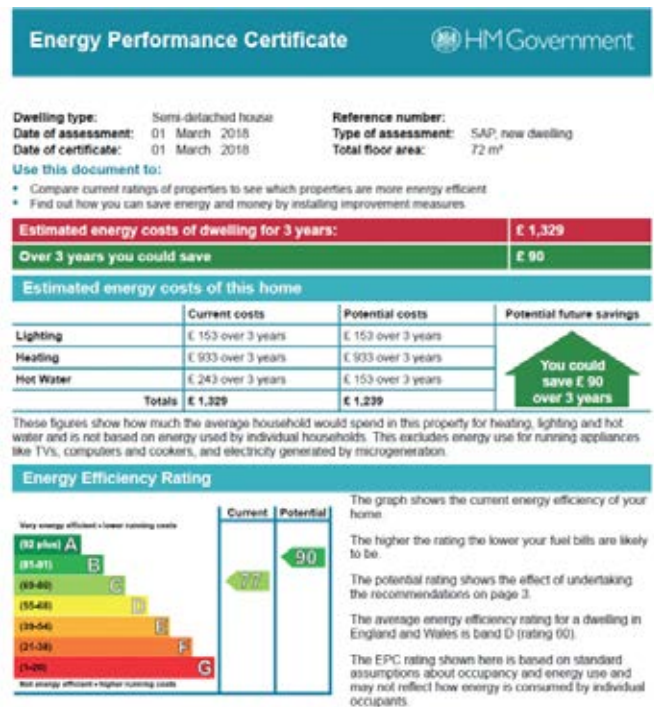 Energy Performance Certificate
HM Government
Dwelling type: Semi-detached house
Date of assessment: 01 March 2018
Date of certificate: 01 March 2018
Reference number:
Type of assessment: SAP, new dwelling
Total floor area: 72 m²
Use this document to:
• Compare current ratings of properties to see which properties are more energy efficient
• Find out how you can save energy and money by installing improvement measures
Estimated energy costs of dwelling for 3 years: £ 1,329
Over 3 years you could save £ 90
Estimated energy costs of this home
Current costs Potential costs Potential future savings
Lighting £ 153 over 3 years £ 153 over 3 years
Heating £ 933 over 3 years £ 933 over 3 years
Hot Water £ 243 over 3 years £ 153 over 3 years
Totals £ 1,329 £ 1,239
You could
save £ 90
over 3 years
These figures show how much the average household would spend in this property for heating, lighting and hot
water and is not based on energy used by individual households. This excludes energy use for running appliances
like TVs, computers and cookers, and electricity generated by microgeneration.
Energy Efficiency Rating
Current Potential
Very energy efficient - lower running costs
(92 plus) A
(81-91) B
(69-80) C
(55-68) D
(39-54) E
(21-38) F
(1-20) G
Not energy efficient - higher running costs
77
90
The graph shows the current energy efficiency of your
home.
The higher the rating the lower your fuel bills are likely
to be.
The potential rating shows the effect of undertaking
the recommendations on page 3.
The average energy efficiency rating for a dwelling in
England and Wales is band D (rating 60).
The EPC rating shown here is based on standard
assumptions about occupancy and energy use and
may not reflect how energy is consumed by individual
occupants.